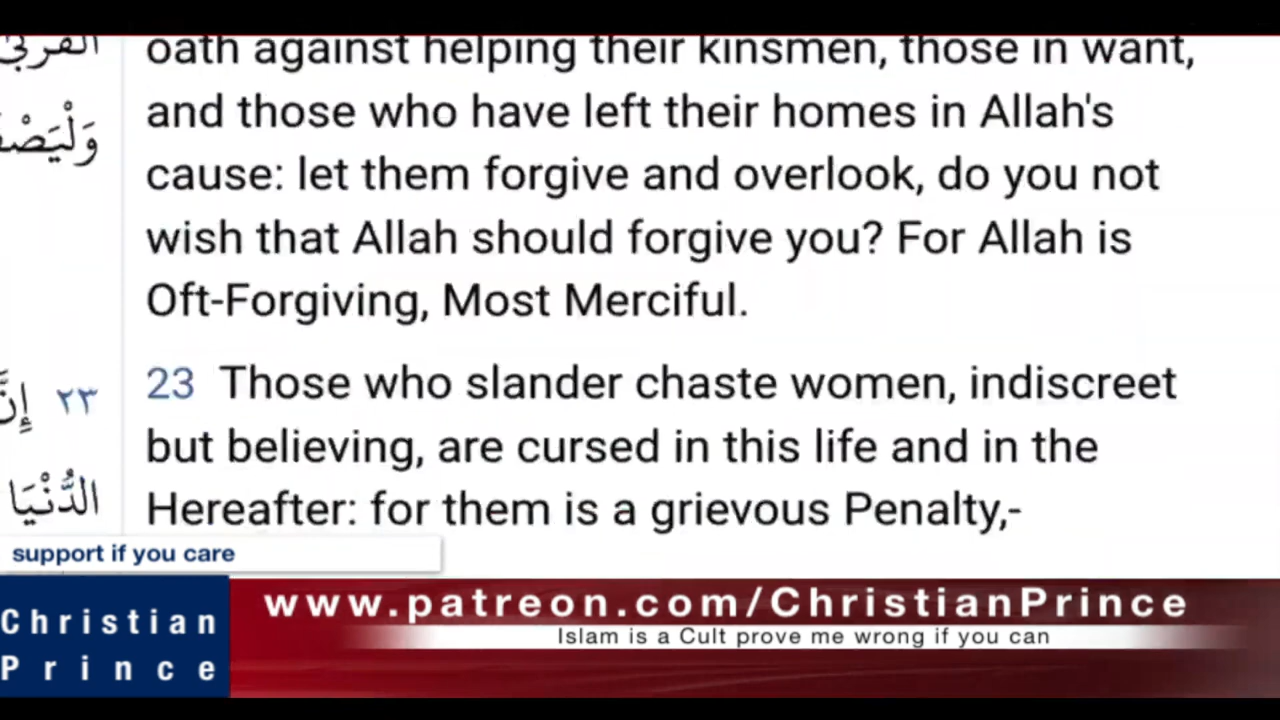 oath against helping their kinsmen, those in want,
and those who have left their homes in Allah's
cause: let them forgive and overlook, do you not
wish that Allah should forgive you? For Allah is
Oft-Forgiving, Most Merciful.
23 Those who slander chaste women, indiscreet
but believing, are cursed in this life and in the
Hereafter: for them is a grievous Penalty,-
٢٣ إِنَّ
الدُّنْيَا
support if you care
Christian
Prince
www.patreon.com/ChristianPrince
Islam is a Cult prove me wrong if you can